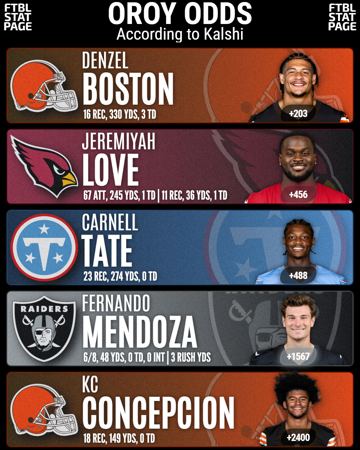 FTBL
STAT
PAGE
OROY ODDS
According to Kalshi
FTBL
STAT
PAGE
DENZEL
BOSTON
16 REC, 330 YDS, 3 TD
+203
JEREMIYAH
LOVE
67 ATT, 245 YDS, 1 TD | 11 REC, 36 YDS, 1 TD
+456
CARNELL
TATE
23 REC, 274 YDS, 0 TD
+488
RAIDERS
FERNANDO
MENDOZA
6/8, 48 YDS, 0 TD, 0 INT | 3 RUSH YDS
+1567
KC
CONCEPCION
18 REC, 149 YDS, 0 TD
+2400